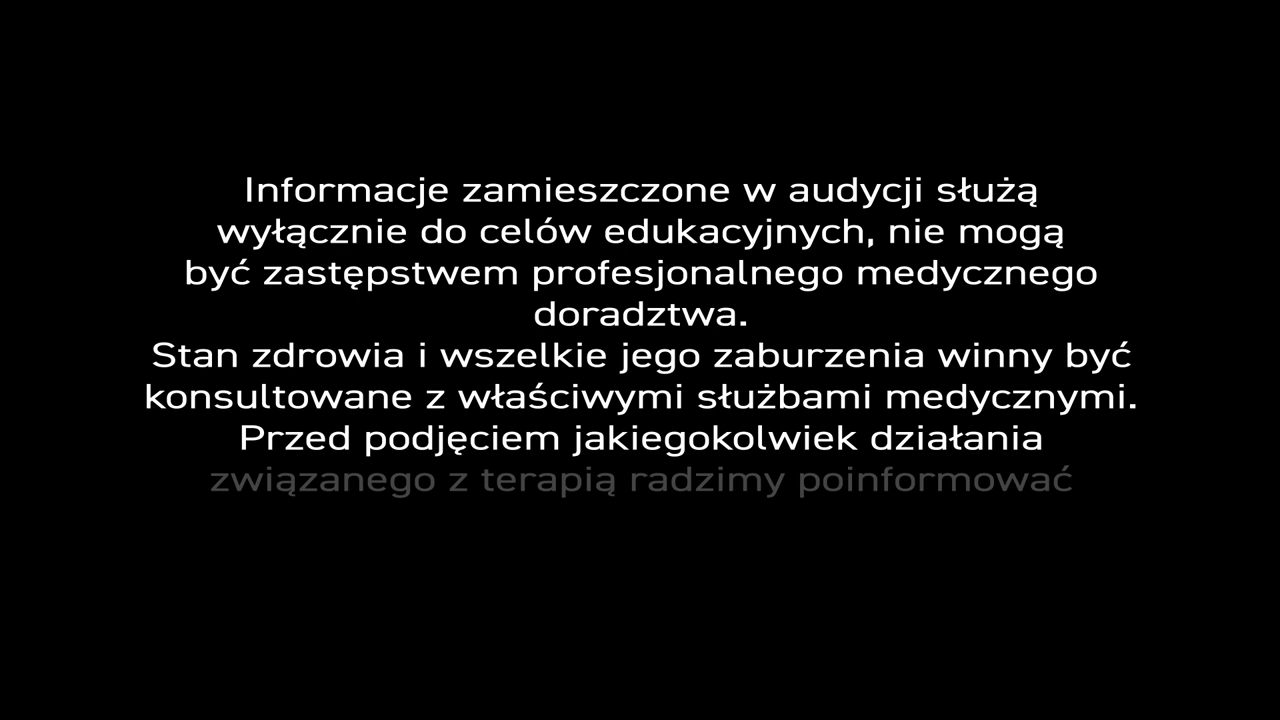 Informacje zamieszczone w audycji służą
wyłącznie do celów edukacyjnych, nie mogą
być zastępstwem profesjonalnego medycznego
doradztwa.
Stan zdrowia i wszelkie jego zaburzenia winny być
konsultowane z właściwymi służbami medycznymi.
Przed podjęciem jakiegokolwiek działania
związanego z terapią radzimy poinformować